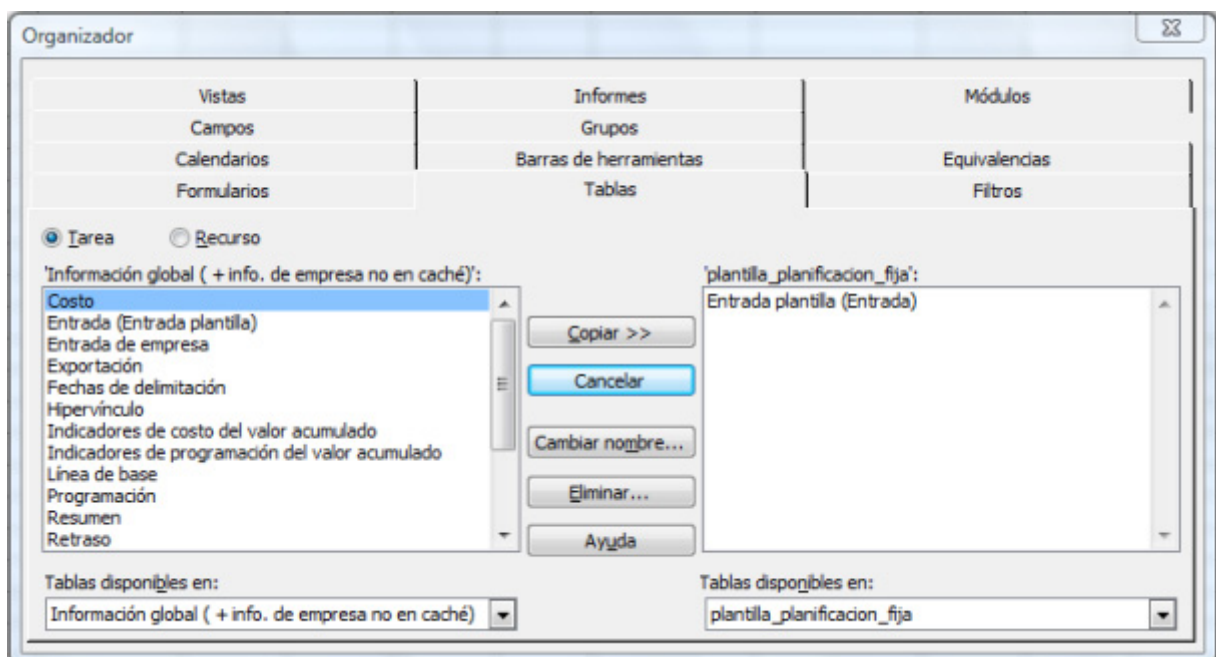 Organizador
Vistas Informes Módulos
Campos Grupos
Calendarios Barras de herramientas Equivalencias
Formularios Tablas Filtros
Tarea Recurso
'Información global ( + info. de empresa no en caché)':
Costo
Entrada (Entrada plantilla)
Entrada de empresa
Exportación
Fechas de delimitación
Hipervínculo
Indicadores de costo del valor acumulado
Indicadores de programación del valor acumulado
Línea de base
Programación
Resumen
Retraso
Copiar >>
Cancelar
Cambiar nombre...
Eliminar...
Ayuda
'plantilla_planificacion_fija':
Entrada plantilla (Entrada)
Tablas disponibles en:
Información global ( + info. de empresa no en caché)
Tablas disponibles en:
plantilla_planificacion_fija